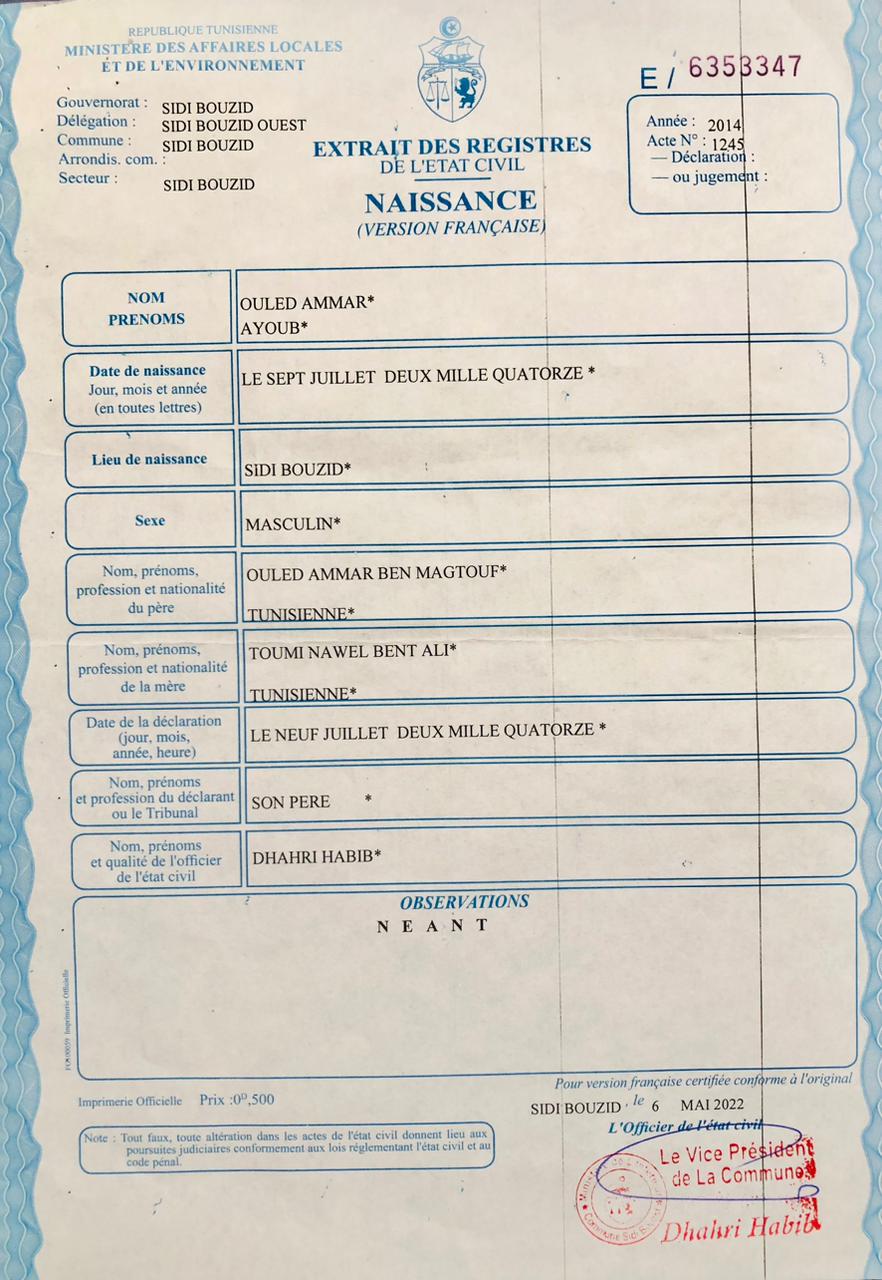 REPUBLIQUE TUNISIENNE
MINISTERE DES AFFAIRES LOCALES
ET DE L'ENVIRONNEMENT
E / 6353347
Gouvernorat : SIDI BOUZID
Délégation : SIDI BOUZID OUEST
Commune : SIDI BOUZID
Arrondis. com. :
Secteur : SIDI BOUZID
EXTRAIT DES REGISTRES
DE L'ETAT CIVIL
NAISSANCE
(VERSION FRANÇAISE)
Année : 2014
Acte N° : 1245
— Déclaration :
— ou jugement :
NOM
PRENOMS
OULED AMMAR*
AYOUB*
Date de naissance
Jour, mois et année
(en toutes lettres)
LE SEPT JUILLET DEUX MILLE QUATORZE *
Lieu de naissance
SIDI BOUZID*
Sexe
MASCULIN*
Nom, prénoms,
profession et nationalité
du père
OULED AMMAR BEN MAGTOUF*
TUNISIENNE*
Nom, prénoms,
profession et nationalité
de la mère
TOUMI NAWEL BENT ALI*
TUNISIENNE*
Date de la déclaration
(jour, mois,
année, heure)
LE NEUF JUILLET DEUX MILLE QUATORZE *
Nom, prénoms
et profession du déclarant
ou le Tribunal
SON PERE *
Nom, prénoms
et qualité de l'officier
de l'état civil
DHAHRI HABIB*
OBSERVATIONS
N E A N T
Imprimerie Officielle
Pour version française certifiée conforme à l'original
Imprimerie Officielle Prix :0ᴰ,500
SIDI BOUZID le 6 MAI 2022
L'Officier de l'état civil
Note : Tout faux, toute altération dans les actes de l'état civil donnent lieu aux
poursuites judiciaires conformement aux lois réglementant l'état civil et au
code pénal.
Le Vice Président
de La Commune
Dhahri Habib